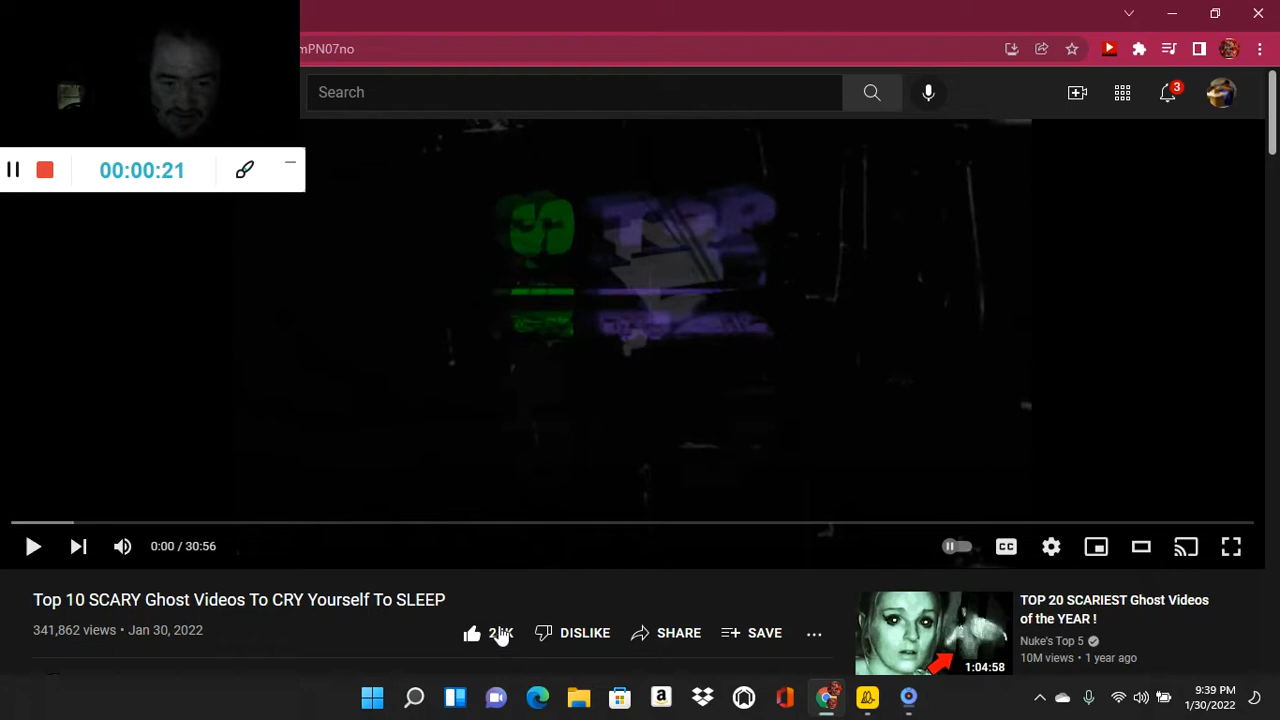 mPN07no
Search
3
00:00:21
S TOP
0:00 / 30:56
CC
Top 10 SCARY Ghost Videos To CRY Yourself To SLEEP
341,862 views • Jan 30, 2022
DISLIKE
SHARE
SAVE
TOP 20 SCARIEST Ghost Videos
of the YEAR !
Nuke's Top 5
10M views • 1 year ago
1:04:58
a
9:39 PM
1/30/2022